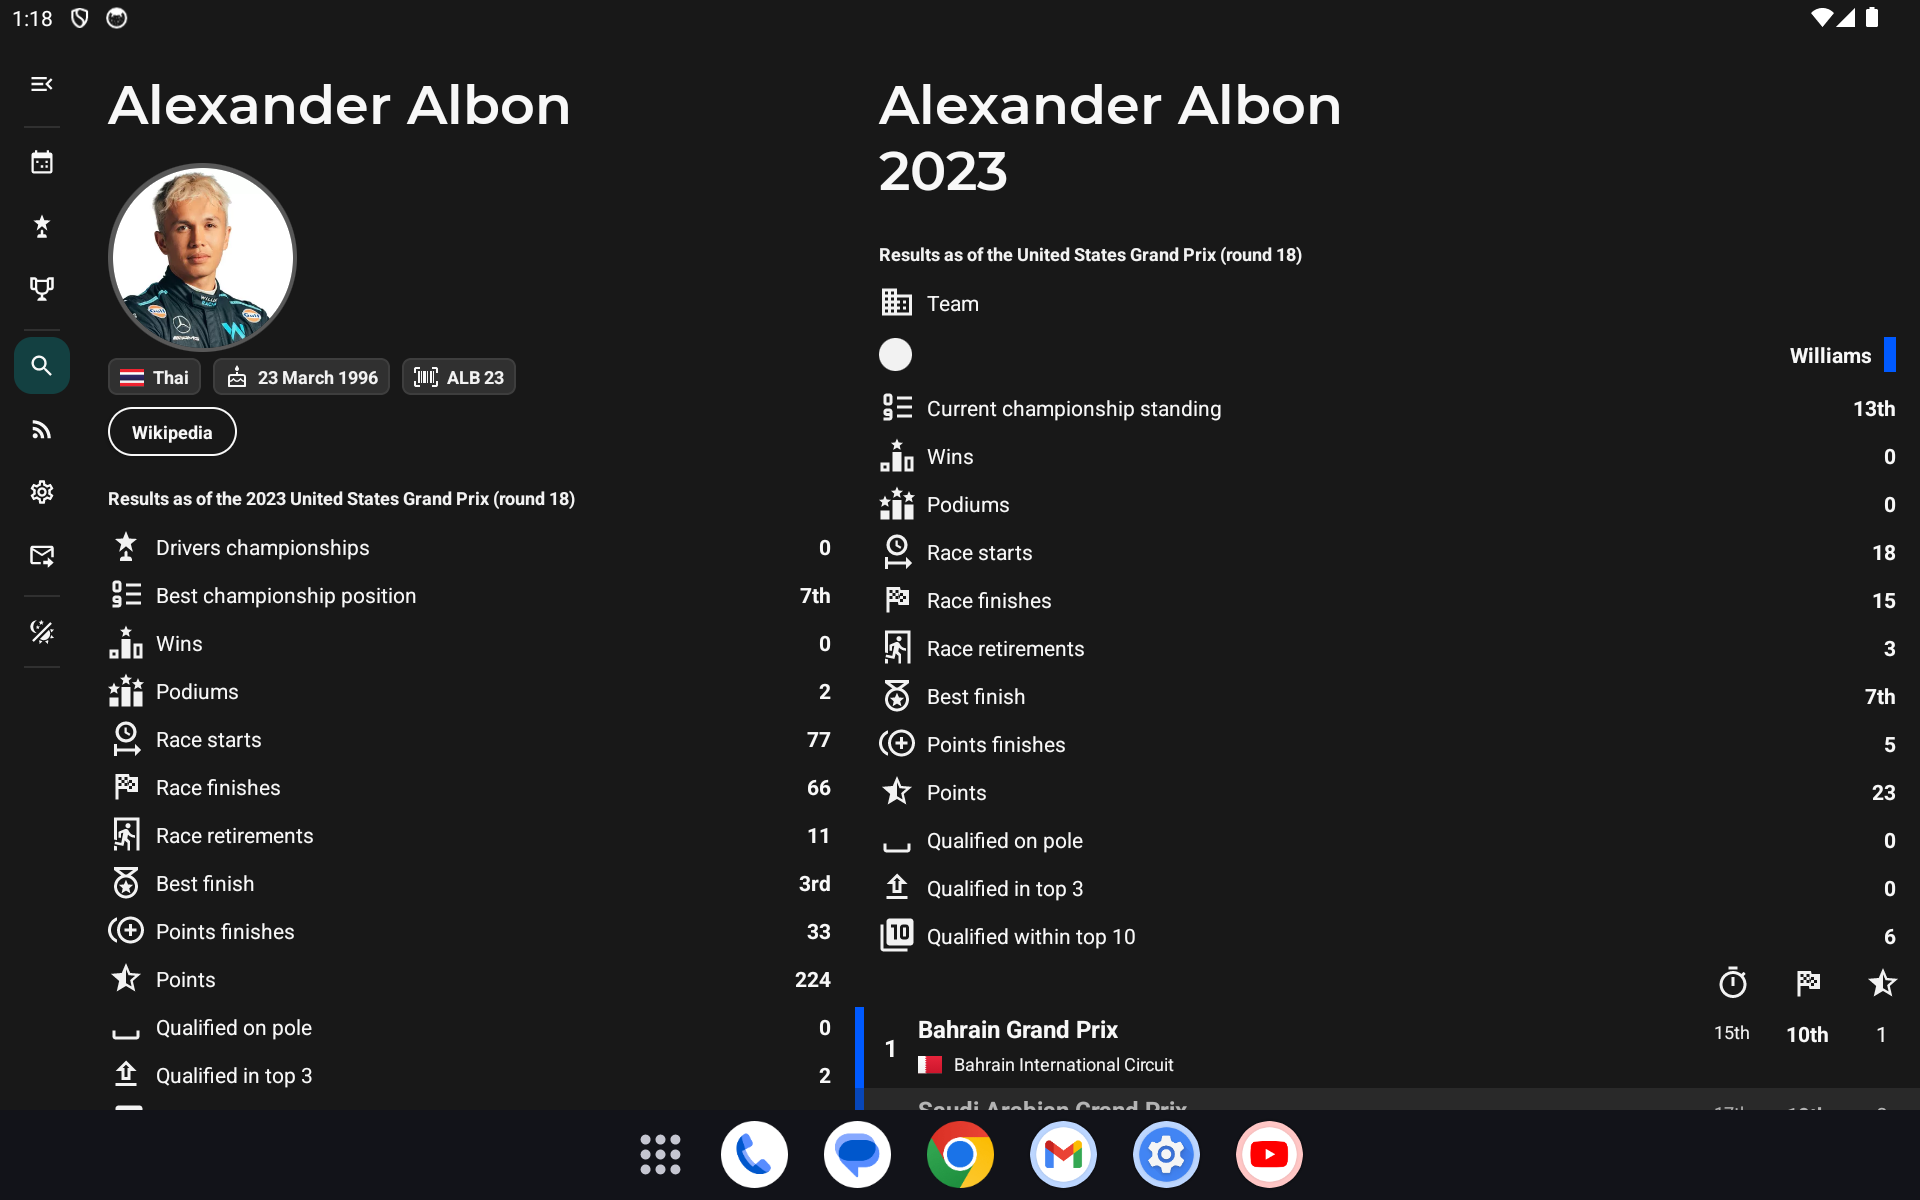 1:18
Alexander Albon
Thai
23 March 1996
ALB 23
Wikipedia
Results as of the 2023 United States Grand Prix (round 18)
Drivers championships 0
Best championship position 7th
Wins 0
Podiums 2
Race starts 77
Race finishes 66
Race retirements 11
Best finish 3rd
Points finishes 33
Points 224
Qualified on pole 0
Qualified in top 3 2
Alexander Albon
2023
Results as of the United States Grand Prix (round 18)
Team
Williams
Current championship standing 13th
Wins 0
Podiums 0
Race starts 18
Race finishes 15
Race retirements 3
Best finish 7th
Points finishes 5
Points 23
Qualified on pole 0
Qualified in top 3 0
Qualified within top 10 6
1 Bahrain Grand Prix 15th 10th 1
Bahrain International Circuit
Saudi Arabian Grand Prix